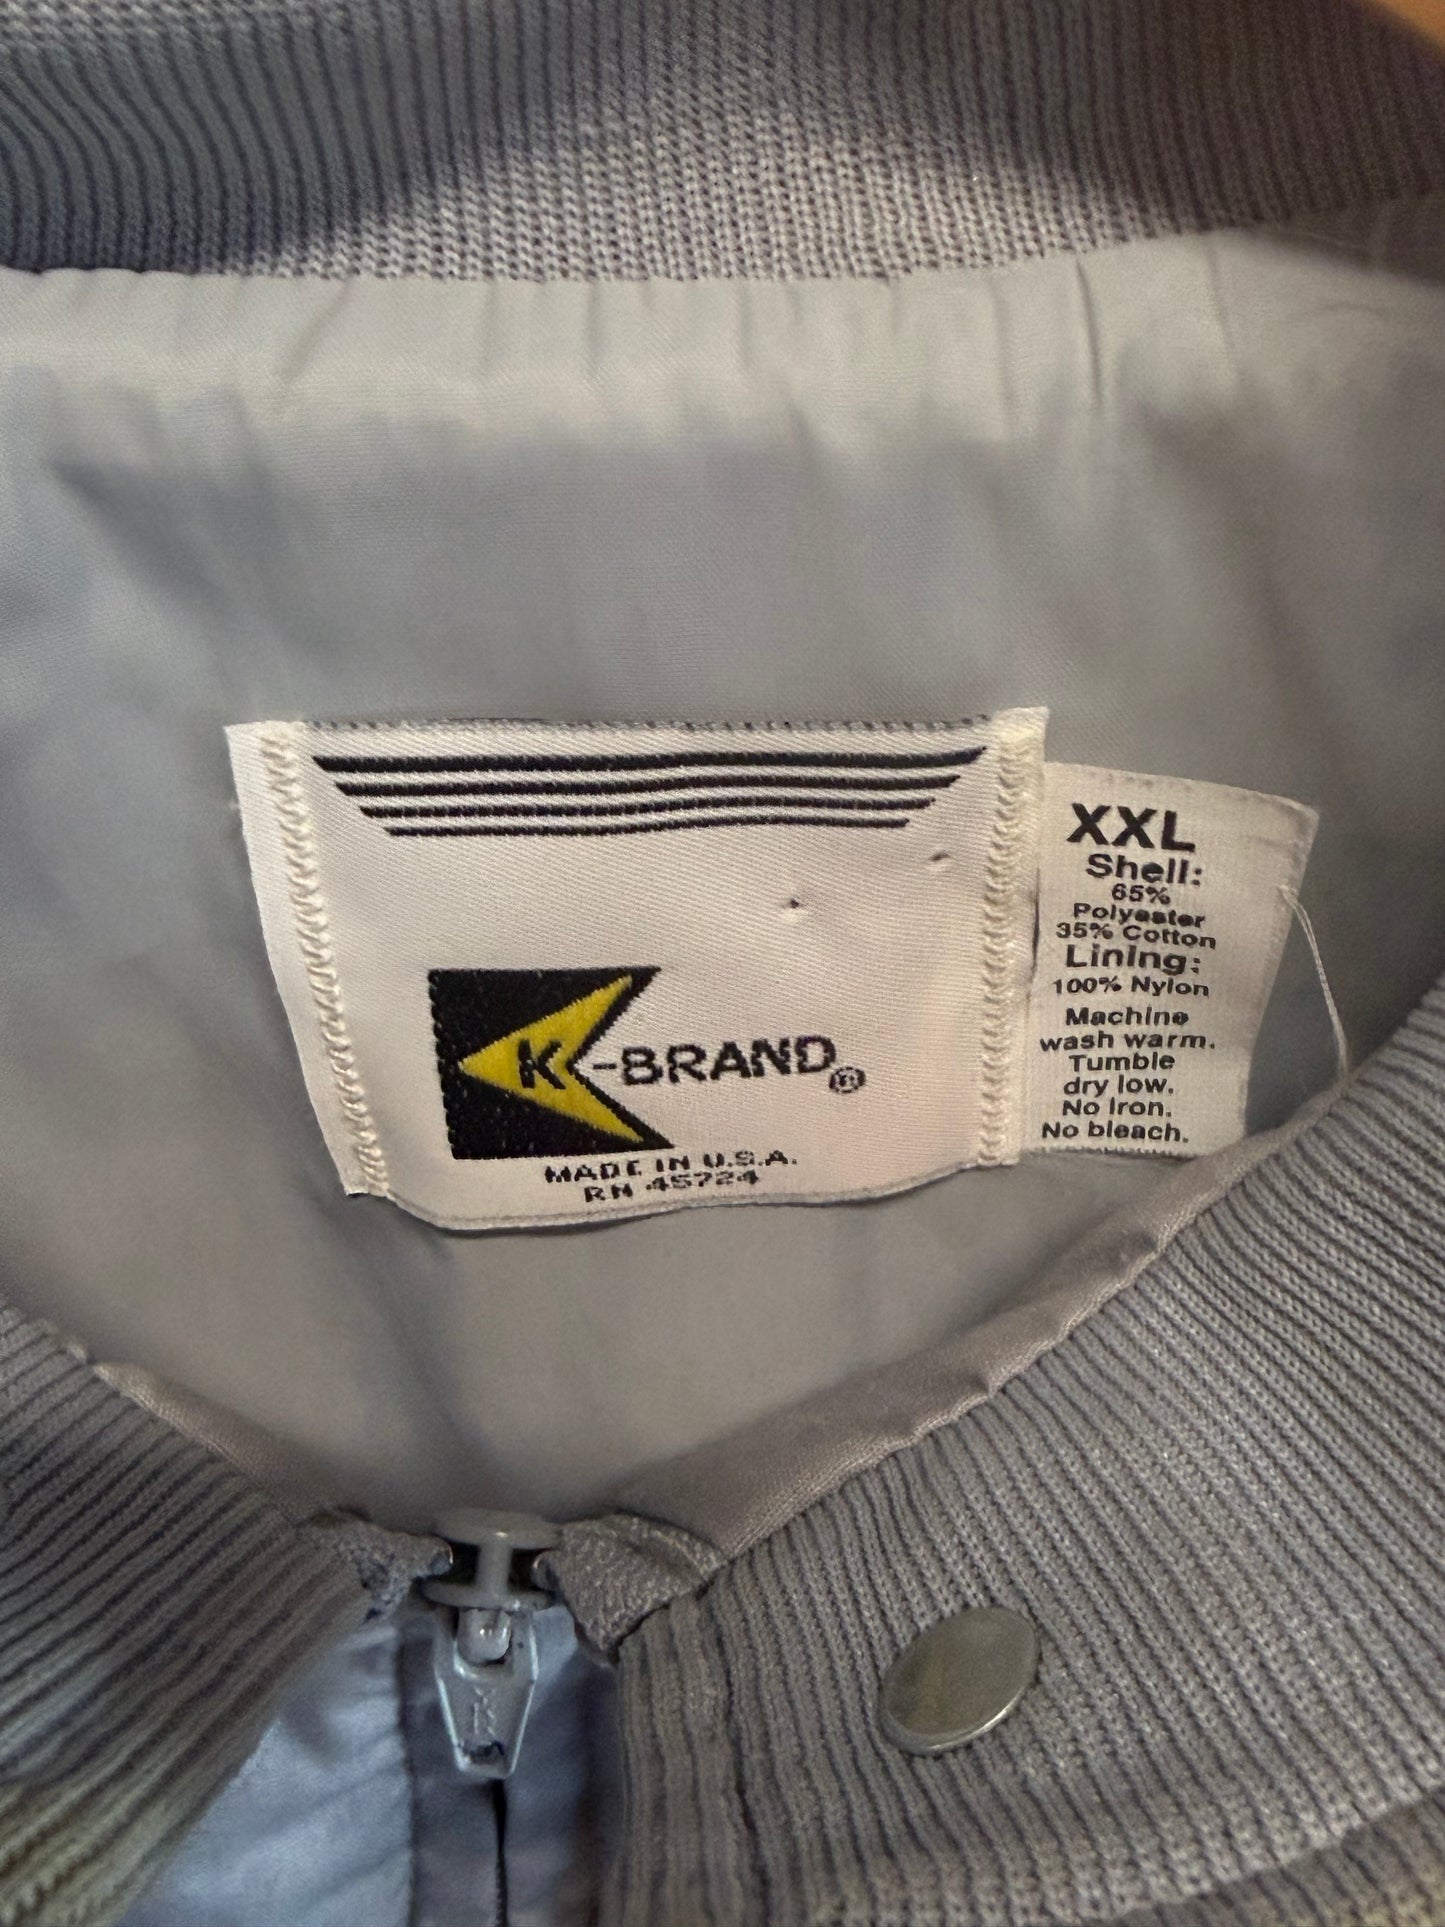 K-BRAND®
MADE IN U.S.A.
RN 45724
XXL
Shell:
65%
Polyester
35% Cotton
Lining:
100% Nylon
Machine
wash warm.
Tumble
dry low.
No iron.
No bleach.